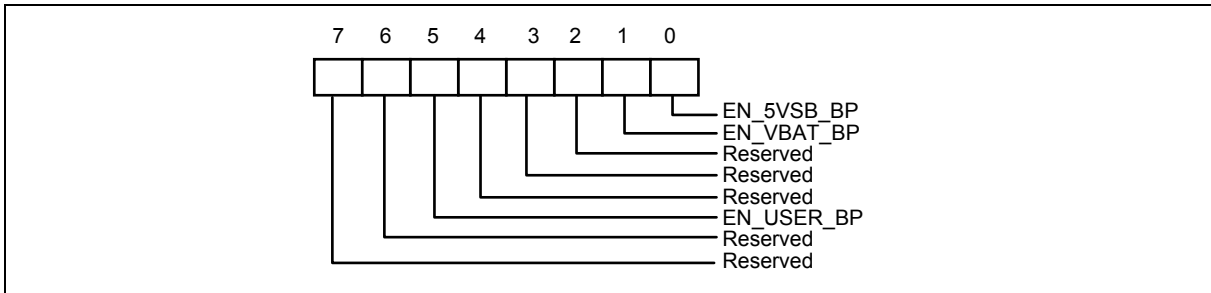 7 6 5 4 3 2 1 0
EN_5VSB_BP
EN_VBAT_BP
Reserved
Reserved
Reserved
EN_USER_BP
Reserved
Reserved